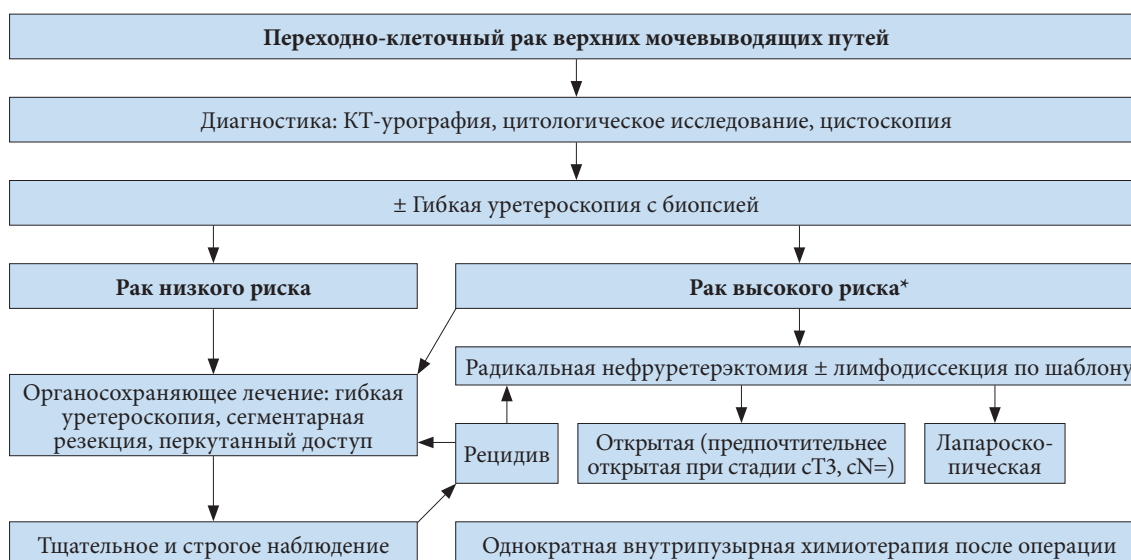 Переходно-клеточный рак верхних мочевыводящих путей
Диагностика: КТ-урография, цитологическое исследование, цистоскопия
± Гибкая уретероскопия с биопсией
Рак низкого риска
Рак высокого риска*
Радикальная нефруретерэктомия ± лимфодиссекция по шаблону
Органосохраняющее лечение: гибкая
уретероскопия, сегментарная
резекция, перкутанный доступ
Рецидив
Открытая (предпочтительнее
открытая при стадии cT3, cN=)
Лапароско-
пическая
Тщательное и строгое наблюдение
Однократная внутрипузырная химиотерапия после операции